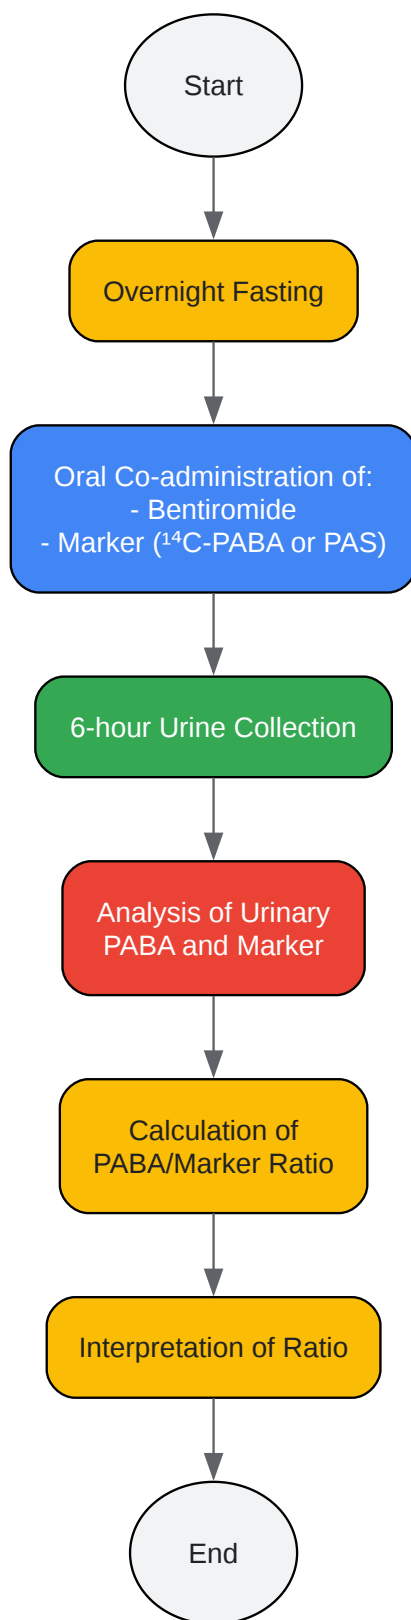 Start
Overnight Fasting
Oral Co-administration of:
- Bentiromide
- Marker (¹⁴C-PABA or PAS)
6-hour Urine Collection
Analysis of Urinary
PABA and Marker
Calculation of
PABA/Marker Ratio
Interpretation of Ratio
End